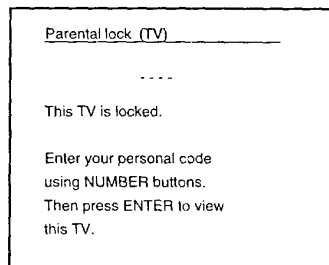 Parental lock (TV)
- - - -
This TV is locked.
Enter your personal code
using NUMBER buttons.
Then press ENTER to view
this TV.